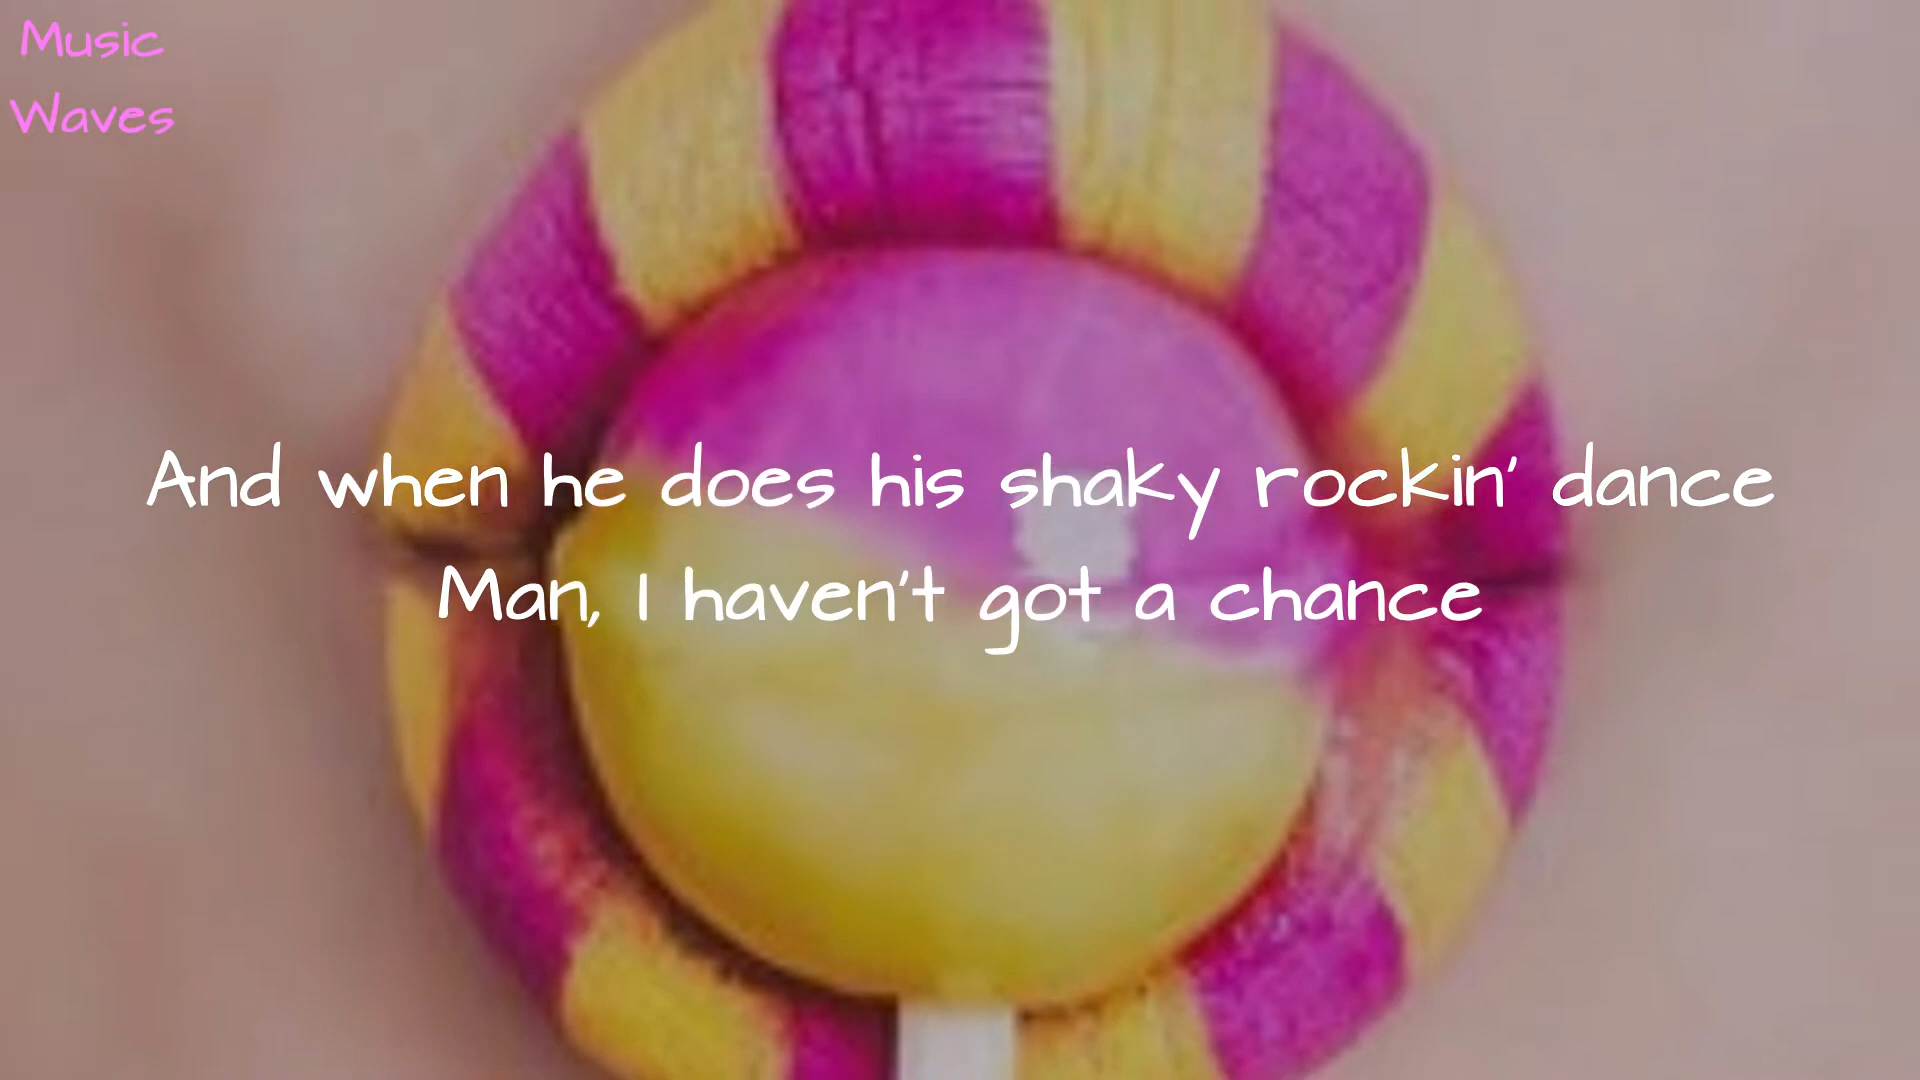 Music
Waves
And when he does his shaky rockin' dance
Man, I haven't got a chance